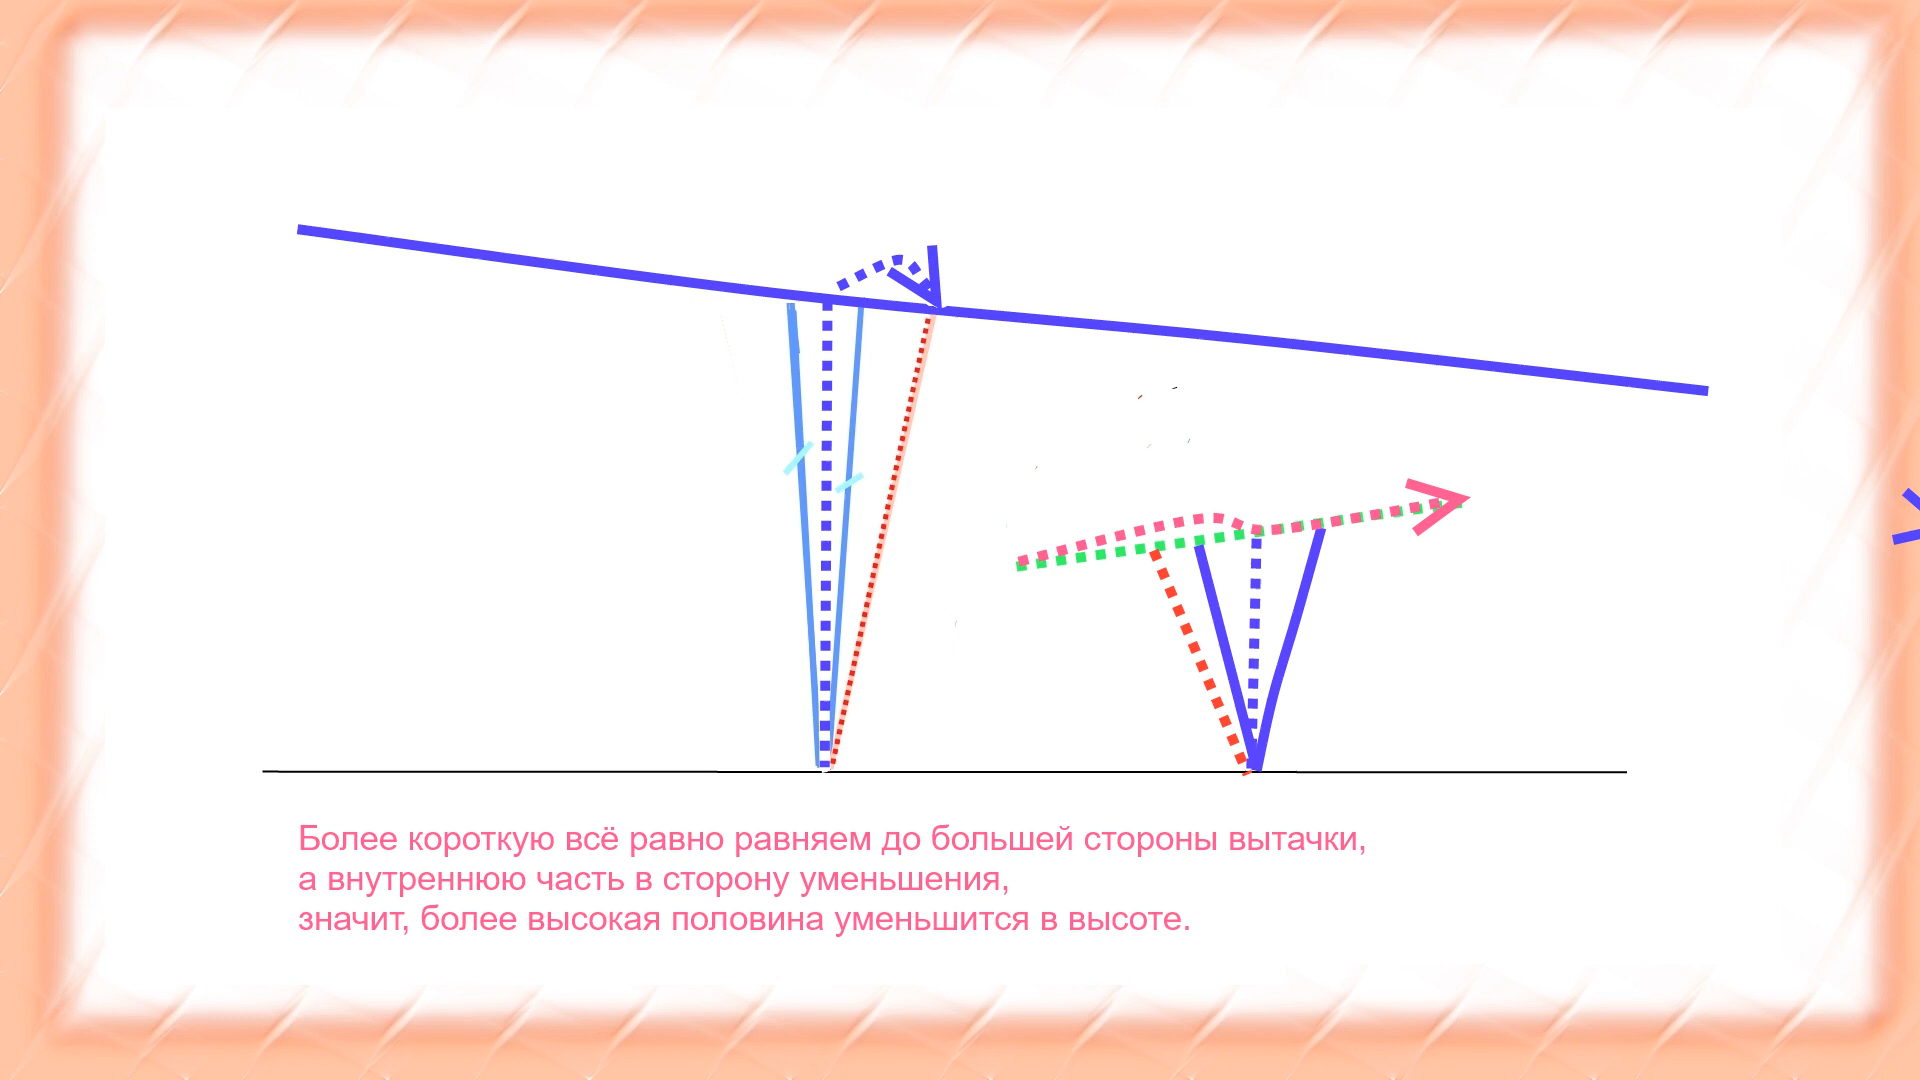 Более короткую всё равно равняем до большей стороны вытачки,
а внутреннюю часть в сторону уменьшения,
значит, более высокая половина уменьшится в высоте.